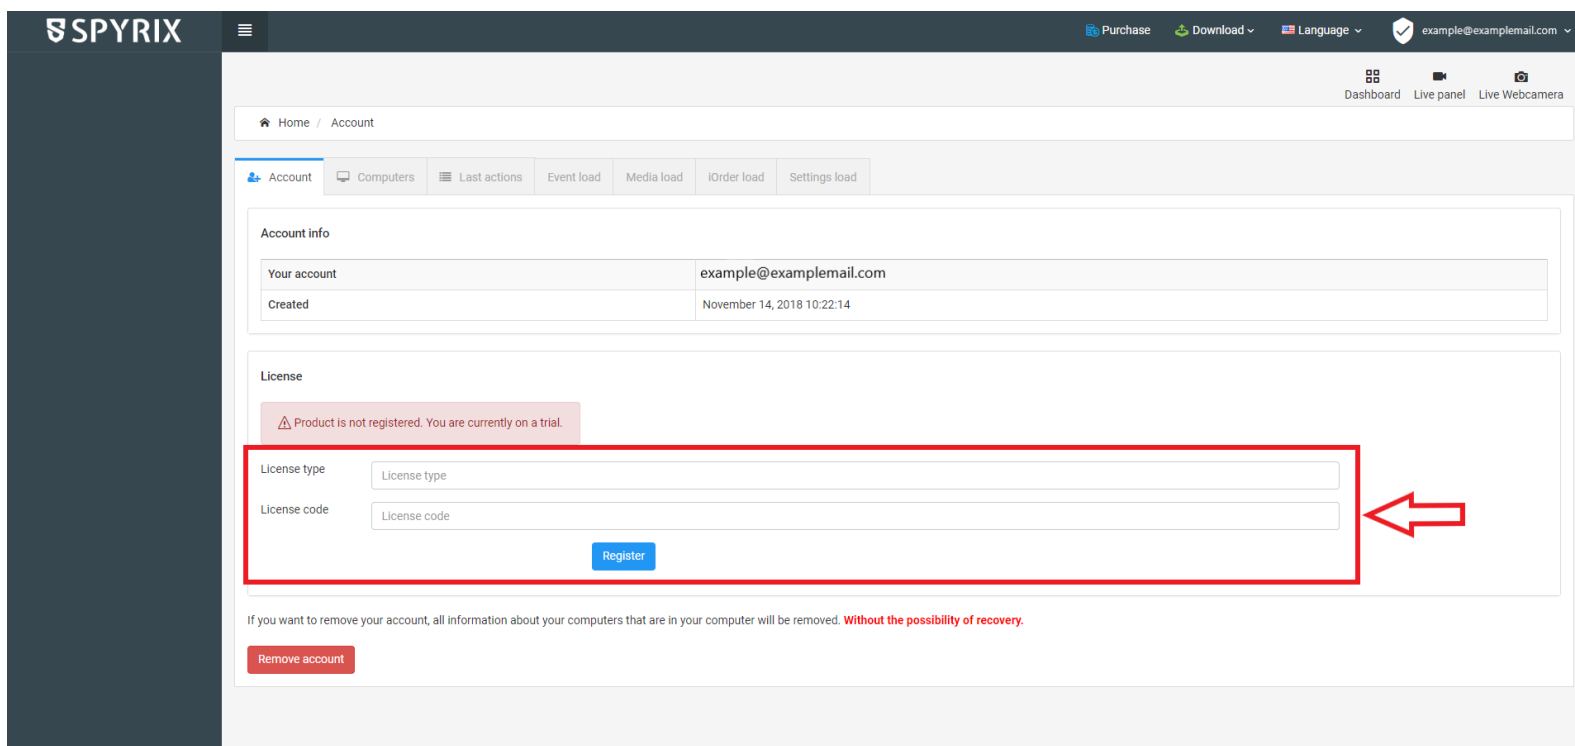 SPYRIX
Purchase Download Language example@examplemail.com
Dashboard Live panel Live Webcamera
Home / Account
Account Computers Last actions Event load Media load iOrder load Settings load
Account info
Your account example@examplemail.com
Created November 14, 2018 10:22:14
License
Product is not registered. You are currently on a trial.
License type License type
License code License code
Register
If you want to remove your account, all information about your computers that are in your computer will be removed. Without the possibility of recovery.
Remove account